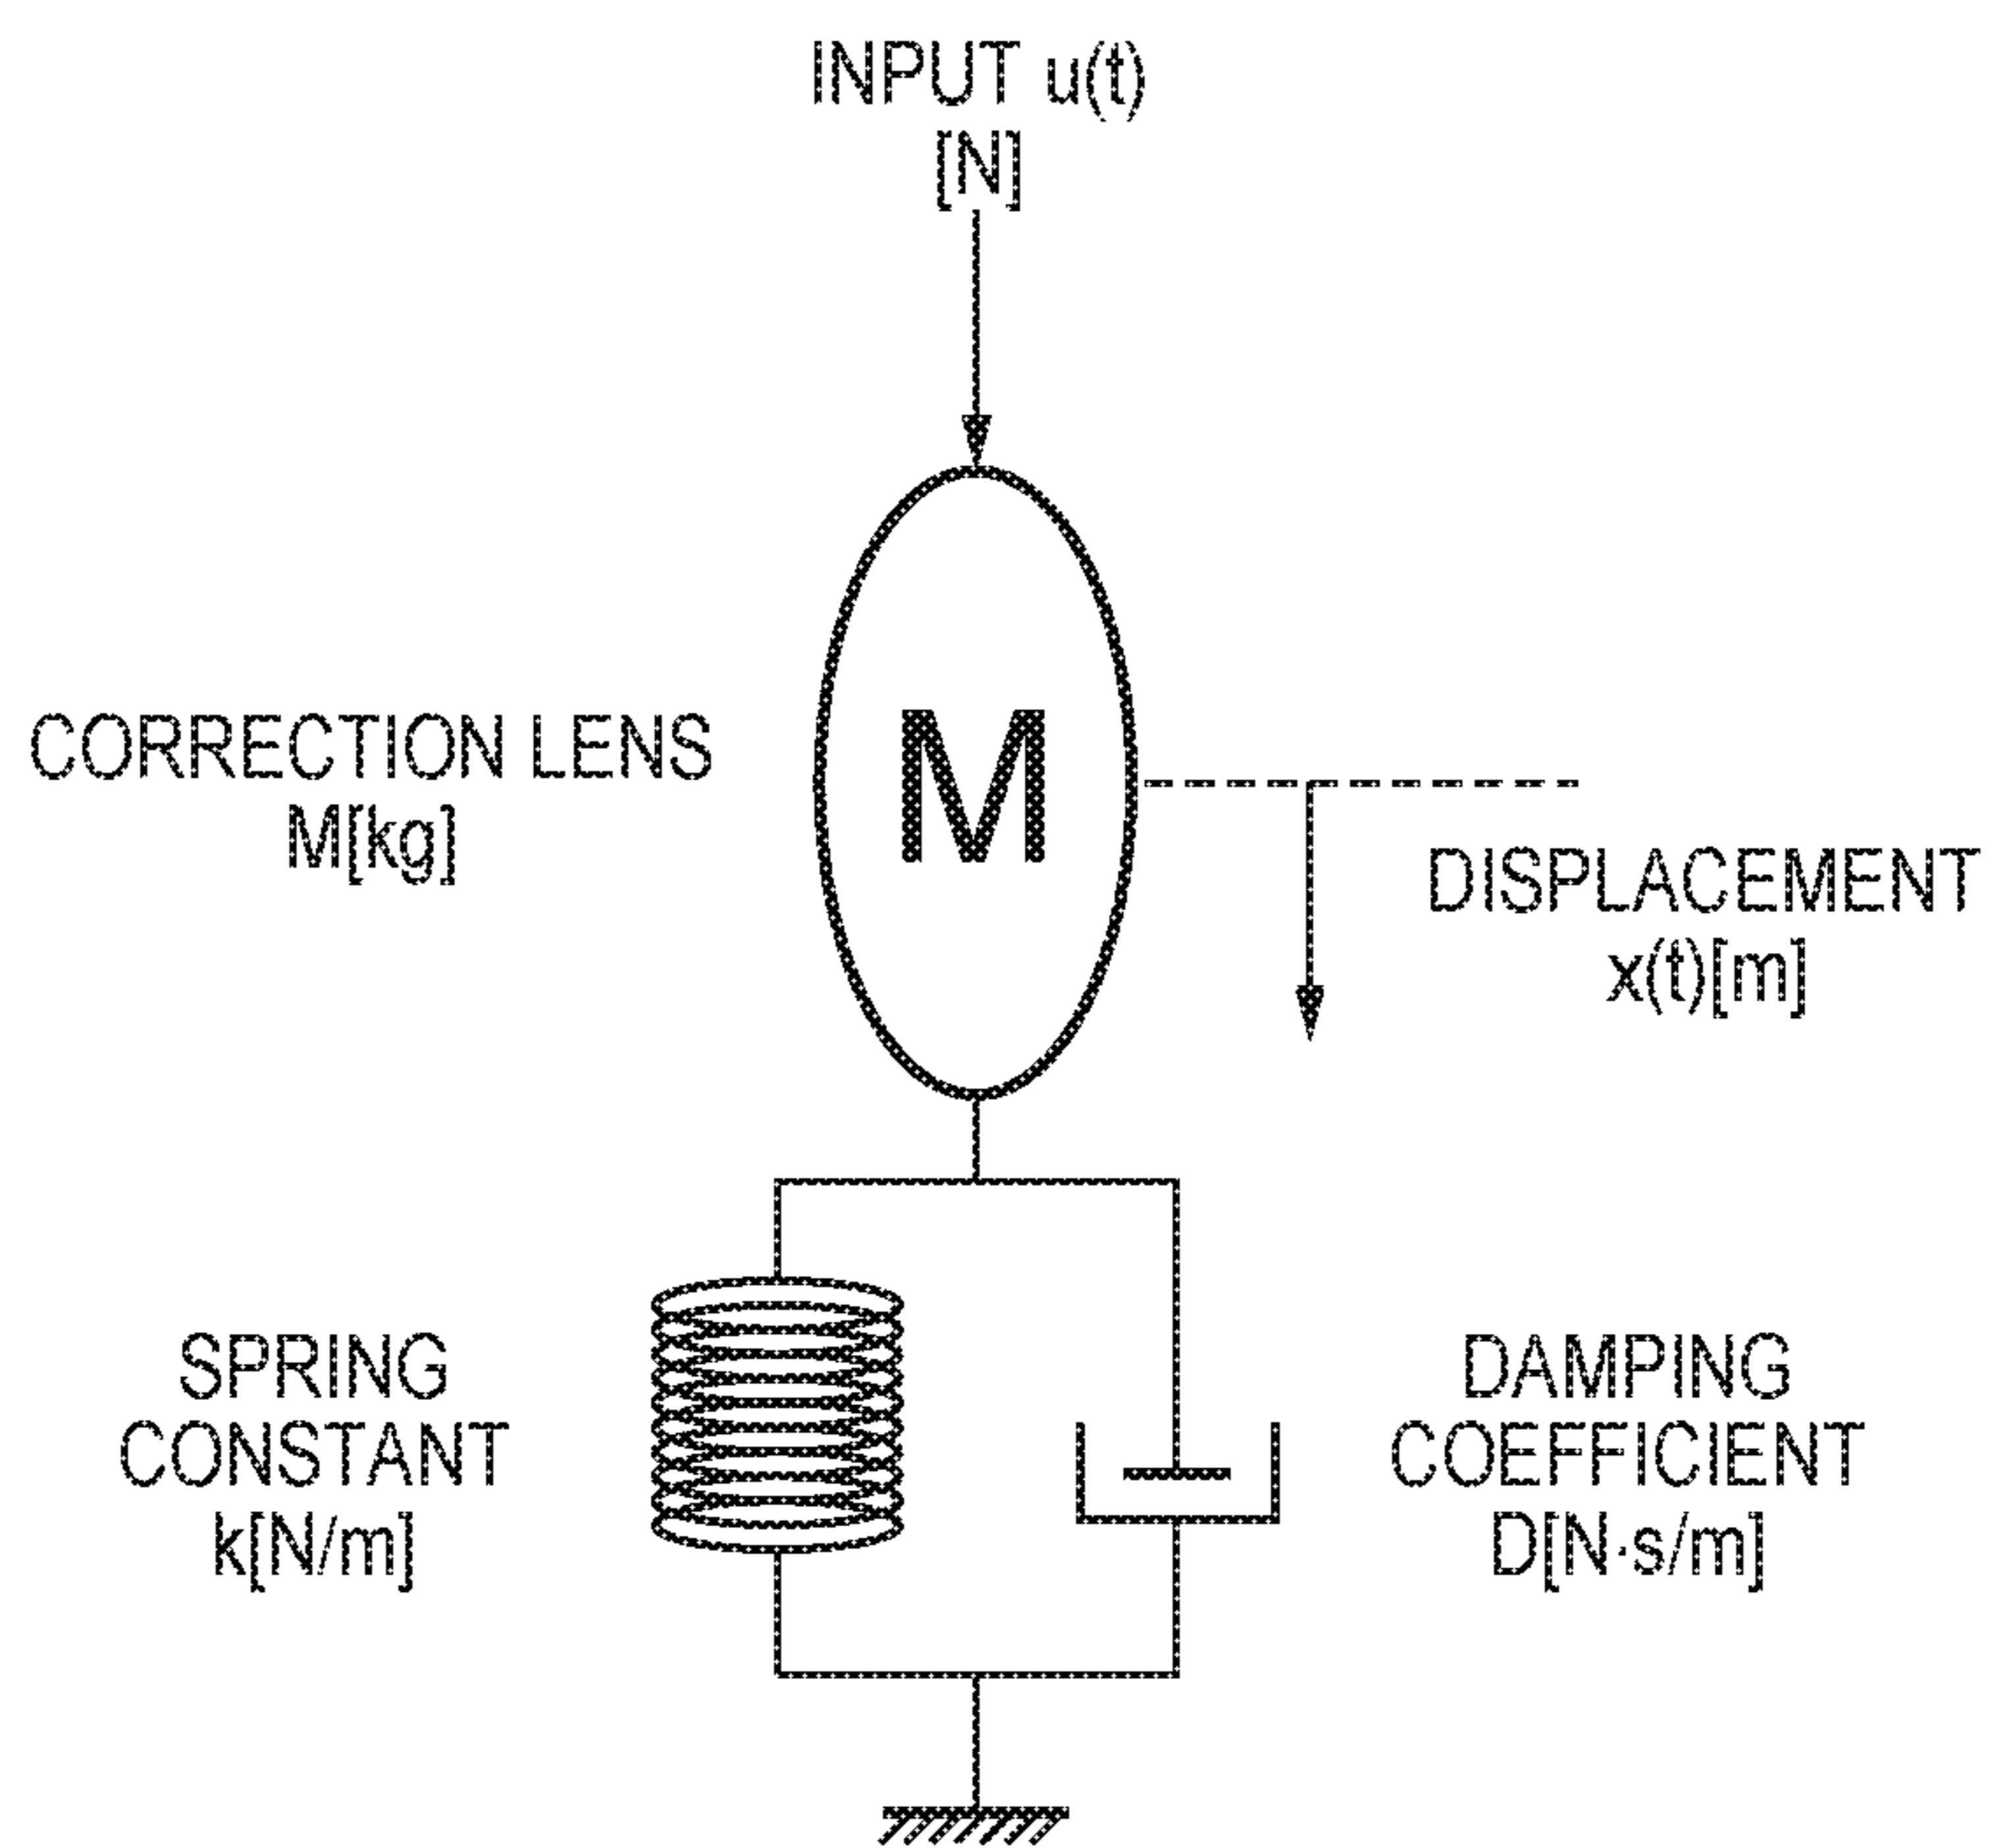 INPUT u(t)
[N]
M
CORRECTION LENS
M[kg]
DISPLACEMENT
x(t)[m]
SPRING
CONSTANT
k[N/m]
DAMPING
COEFFICIENT
D[N·s/m]